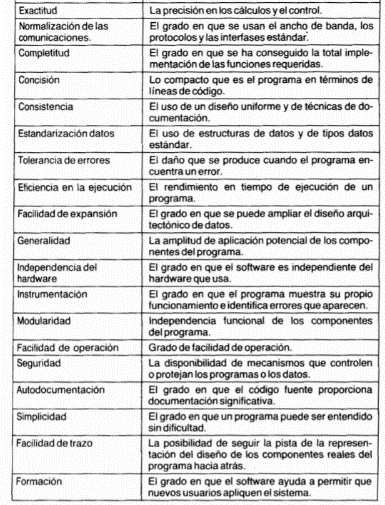 Exactitud La precisión en los cálculos y el control.
Normalización de las El grado en que se usan el ancho de banda, los
comunicaciones. protocolos y las interfases estándar.
Completitud El grado en que se ha conseguido la total imple-
mentación de las funciones requeridas.
Concisión Lo compacto que es el programa en términos de
líneas de código.
Consistencia El uso de un diseño uniforme y de técnicas de do-
cumentación.
Estandarización datos El uso de estructuras de datos y de tipos datos
estándar.
Tolerancia de errores El daño que se produce cuando el programa en-
cuentra un error.
Eficiencia en la ejecución El rendimiento en tiempo de ejecución de un
programa.
Facilidad de expansión El grado en que se puede ampliar el diseño arqui-
tectónico de datos.
Generalidad La amplitud de aplicación potencial de los compo-
nentes del programa.
Independencia del El grado en que el software es independiente del
hardware hardware que usa.
Instrumentación El grado en que el programa muestra su propio
funcionamiento e identifica errores que aparecen.
Modularidad Independencia funcional de los componentes
del programa.
Facilidad de operación Grado de facilidad de operación.
Seguridad La disponibilidad de mecanismos que controlen
o protejan los programas o los datos.
Autodocumentación El grado en que el código fuente proporciona
documentación significativa.
Simplicidad El grado en que un programa puede ser entendido
sin dificultad.
Facilidad de trazo La posibilidad de seguir la pista de la represen-
tación del diseño de los componentes reales del
programa hacia atrás.
Formación El grado en que el software ayuda a permitir que
nuevos usuarios apliquen el sistema.